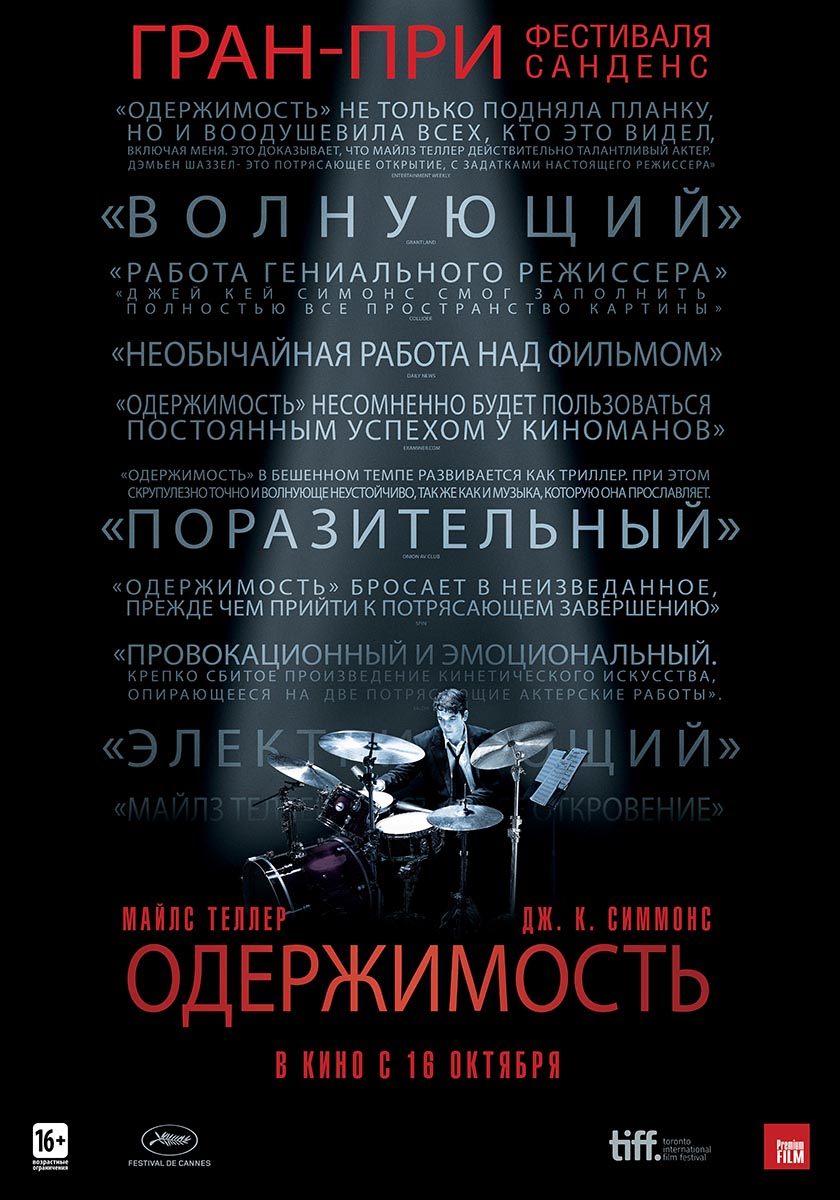 ГРАН-ПРИ ФЕСТИВАЛЯ
САНДЕНС
«ОДЕРЖИМОСТЬ» НЕ ТОЛЬКО ПОДНЯЛА ПЛАНКУ,
НО И ВООДУШЕВИЛА ВСЕХ, КТО ЭТО ВИДЕЛ,
ВКЛЮЧАЯ МЕНЯ. ЭТО ДОКАЗЫВАЕТ, ЧТО МАЙЛЗ ТЕЛЛЕР ДЕЙСТВИТЕЛЬНО ТАЛАНТЛИВЫЙ АКТЕР.
ДЭМЬЕН ШАЗЗЕЛ- ЭТО ПОТРЯСАЮЩЕЕ ОТКРЫТИЕ, С ЗАДАТКАМИ НАСТОЯЩЕГО РЕЖИССЕРА»
ENTERTAINMENT WEEKLY
«ВОЛНУЮЩИЙ»
GRANTLAND
«РАБОТА ГЕНИАЛЬНОГО РЕЖИССЕРА»
«ДЖЕЙ КЕЙ СИМОНС СМОГ ЗАПОЛНИТЬ
ПОЛНОСТЬЮ ВСЕ ПРОСТРАНСТВО КАРТИНЫ»
COLLIDER
«НЕОБЫЧАЙНАЯ РАБОТА НАД ФИЛЬМОМ»
DAILY NEWS
«ОДЕРЖИМОСТЬ» НЕСОМНЕННО БУДЕТ ПОЛЬЗОВАТЬСЯ
ПОСТОЯННЫМ УСПЕХОМ У КИНОМАНОВ»
EXAMINER.COM
«ОДЕРЖИМОСТЬ» В БЕШЕННОМ ТЕМПЕ РАЗВИВАЕТСЯ КАК ТРИЛЛЕР. ПРИ ЭТОМ
СКРУПУЛЕЗНО ТОЧНО И ВОЛНУЮЩЕ НЕУСТОЙЧИВО, ТАК ЖЕ КАК И МУЗЫКА, КОТОРУЮ ОНА ПРОСЛАВЛЯЕТ.
«ПОРАЗИТЕЛЬНЫЙ»
ONION AV CLUB
«ОДЕРЖИМОСТЬ» БРОСАЕТ В НЕИЗВЕДАННОЕ,
ПРЕЖДЕ ЧЕМ ПРИЙТИ К ПОТРЯСАЮЩЕМ ЗАВЕРШЕНИЮ»
SPIN
«ПРОВОКАЦИОННЫЙ И ЭМОЦИОНАЛЬНЫЙ.
КРЕПКО СБИТОЕ ПРОИЗВЕДЕНИЕ КИНЕТИЧЕСКОГО ИСКУССТВА,
ОПИРАЮЩЕЕСЯ НА ДВЕ ПОТРЯСАЮЩИЕ АКТЕРСКИЕ РАБОТЫ».
«ЭЛЕКТРИЗУЮЩИЙ»
«МАЙЛЗ ТЕЛЛЕР ОТКРОВЕНИЕ»
МАЙЛС ТЕЛЛЕР
ДЖ. К. СИММОНС
ОДЕРЖИМОСТЬ
В КИНО С 16 ОКТЯБРЯ
16+
возрастные
ограничения
FESTIVAL DE CANNES
tiff.
toronto
international
film festival
Premium
FILM